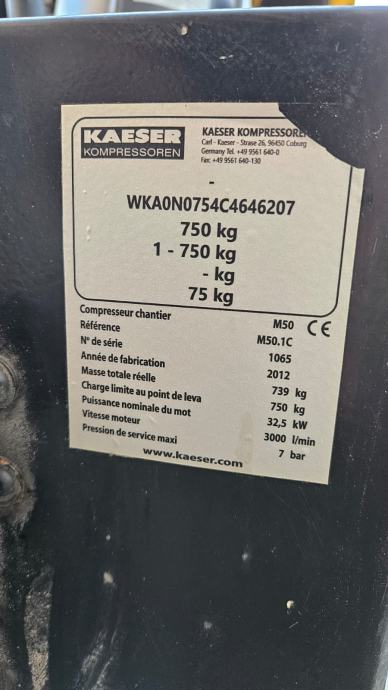 KAESER
KOMPRESSOREN
KAESER KOMPRESSOREN
Carl - Kaeser - Strase 26, 96450 Coburg
Germany Tel. +49 9561 640-0
Fax: +49 9561 640-130
-
WKA0N0754C4646207
750 kg
1 - 750 kg
- kg
75 kg
Compresseur chantier M50 CE
Référence M50.1C
N° de série 1065
Année de fabrication 2012
Masse totale réelle 739 kg
Charge limite au point de leva 750 kg
Puissance nominale du mot 32,5 kW
Vitesse moteur 3000 l/min
Pression de service maxi 7 bar
www.kaeser.com